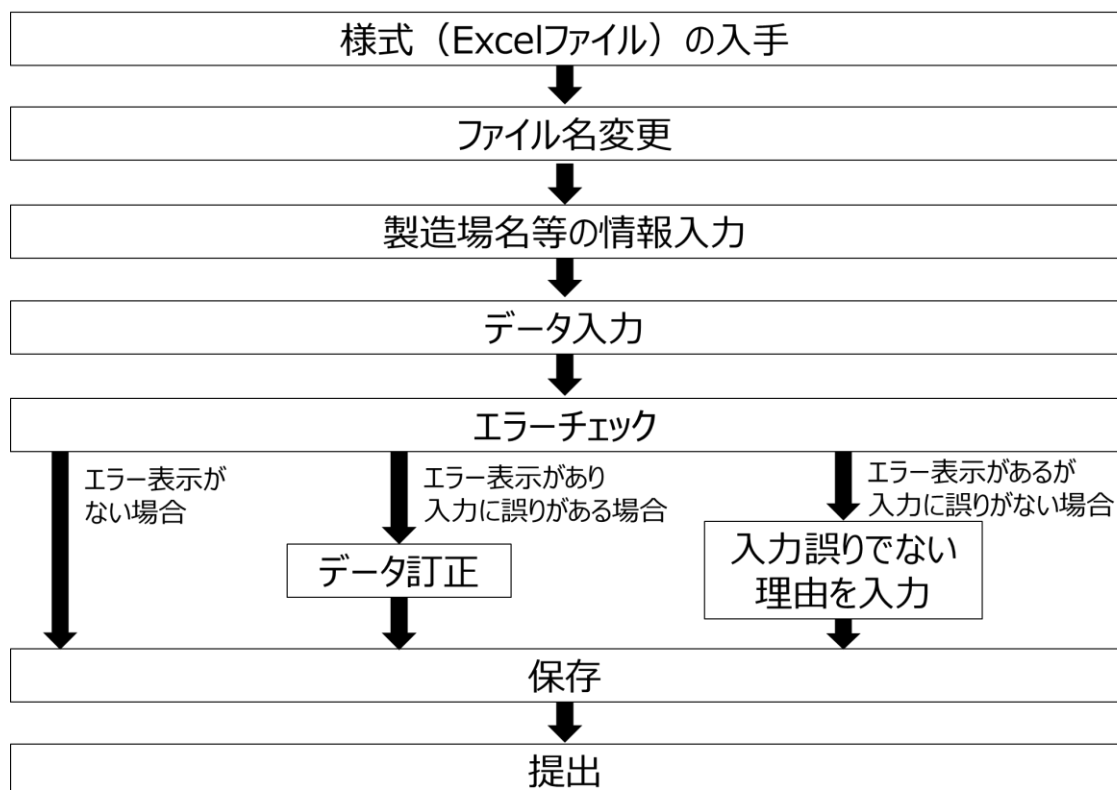 様式（Excelファイル）の入手
ファイル名変更
製造場名等の情報入力
データ入力
エラーチェック
エラー表示が
ない場合
エラー表示があり
入力に誤りがある場合
エラー表示があるが
入力に誤りがない場合
データ訂正
入力誤りでない
理由を入力
保存
提出